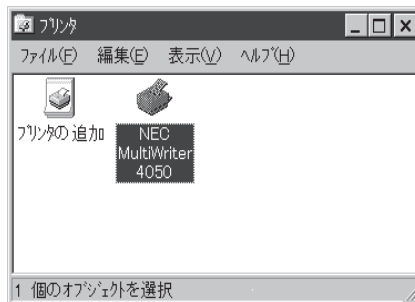 プリンタ
ファイル(F) 編集(E) 表示(V) ヘルプ(H)
プリンタの追加
NEC
MultiWriter
4050
1 個のオブジェクトを選択